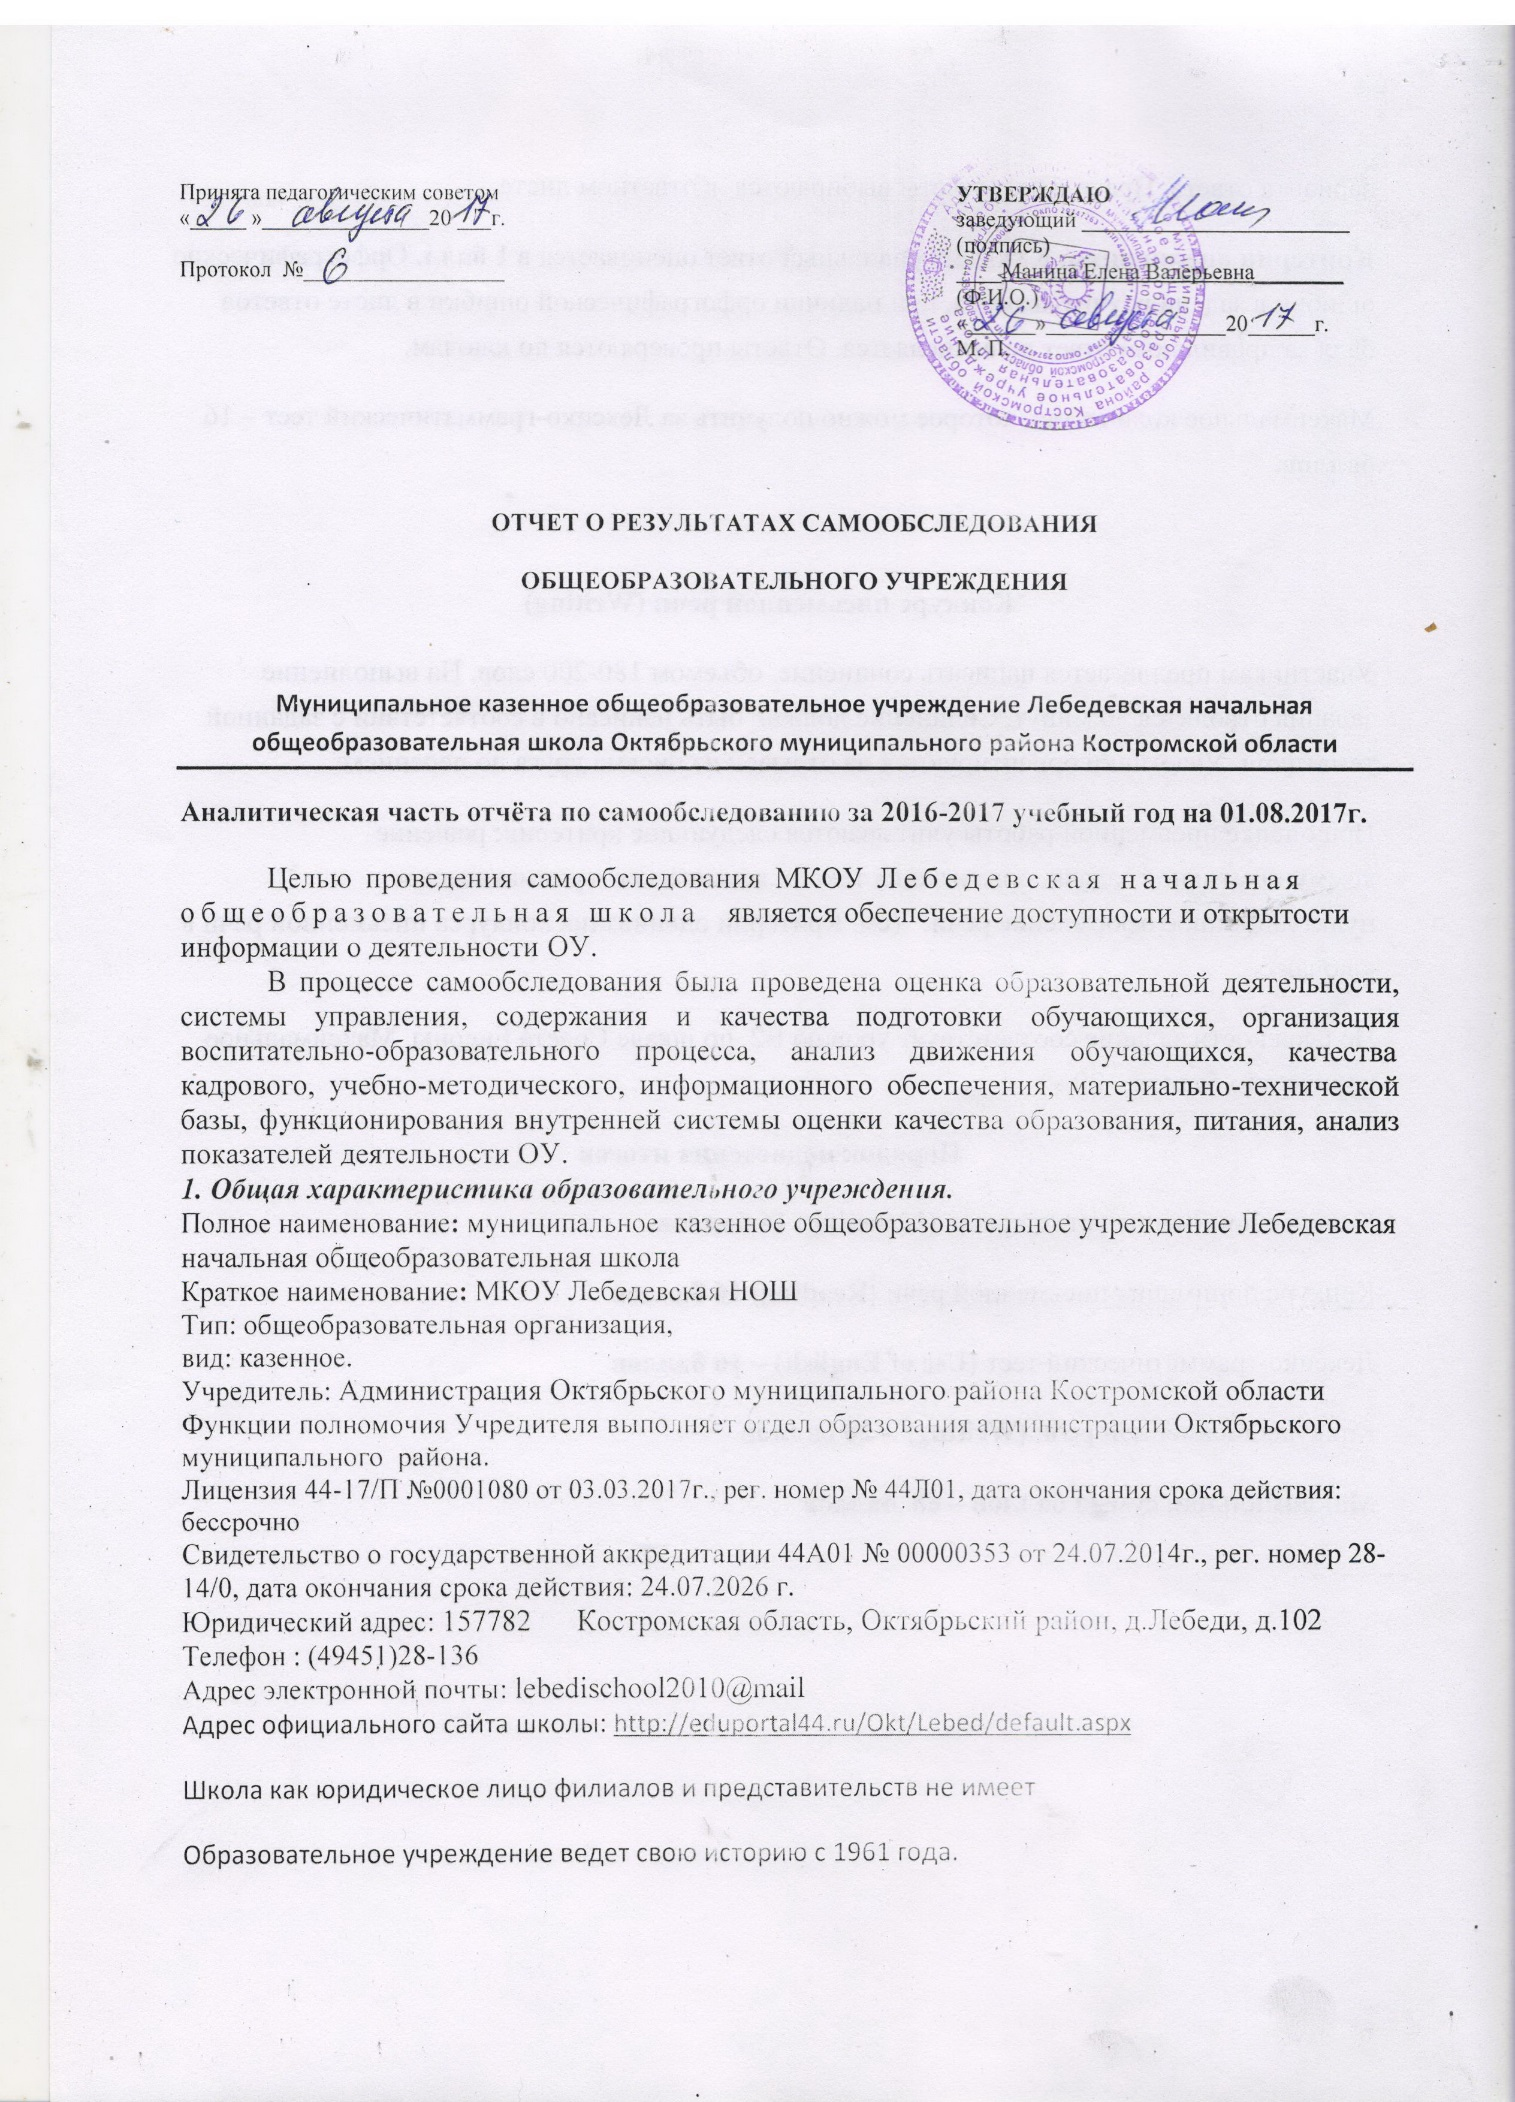 Принята педагогическим советом
« 26 » августа 20 17 г.
Протокол № 6
УТВЕРЖДАЮ
заведующий
(подпись)
Манина Елена Валерьевна
(Ф.И.О.)
« 26 » августа 20 17 г.
М. П.
ОТЧЕТ О РЕЗУЛЬТАТАХ САМООБСЛЕДОВАНИЯ
ОБЩЕОБРАЗОВАТЕЛЬНОГО УЧРЕЖДЕНИЯ
Муниципальное казенное общеобразовательное учреждение Лебедевская начальная
общеобразовательная школа Октябрьского муниципального района Костромской области
Аналитическая часть отчёта по самообследованию за 2016-2017 учебный год на 01.08.2017г.
Целью проведения самообследования МКОУ Лебедевская начальная
общеобразовательная школа является обеспечение доступности и открытости
информации о деятельности ОУ.
В процессе самообследования была проведена оценка образовательной деятельности,
системы управления, содержания и качества подготовки обучающихся, организация
воспитательно-образовательного процесса, анализ движения обучающихся, качества
кадрового, учебно-методического, информационного обеспечения, материально-технической
базы, функционирования внутренней системы оценки качества образования, питания, анализ
показателей деятельности ОУ.
1. Общая характеристика образовательного учреждения.
Полное наименование: муниципальное казенное общеобразовательное учреждение Лебедевская
начальная общеобразовательная школа
Краткое наименование: МКОУ Лебедевская НОШ
Тип: общеобразовательная организация,
вид: казенное.
Учредитель: Администрация Октябрьского муниципального района Костромской области
Функции полномочия Учредителя выполняет отдел образования администрации Октябрьского
муниципального района.
Лицензия 44-17/П №0001080 от 03.03.2017г., рег. номер № 44Л01, дата окончания срока действия:
бессрочно
Свидетельство о государственной аккредитации 44А01 № 00000353 от 24.07.2014г., рег. номер 28-
14/0, дата окончания срока действия: 24.07.2026 г.
Юридический адрес: 157782 Костромская область, Октябрьский район, д.Лебеди, д.102
Телефон : (49451)28-136
Адрес электронной почты: lebedischool2010@mail
Адрес официального сайта школы: http://eduportal44.ru/Okt/Lebed/default.aspx
Школа как юридическое лицо филиалов и представительств не имеет
Образовательное учреждение ведет свою историю с 1961 года.